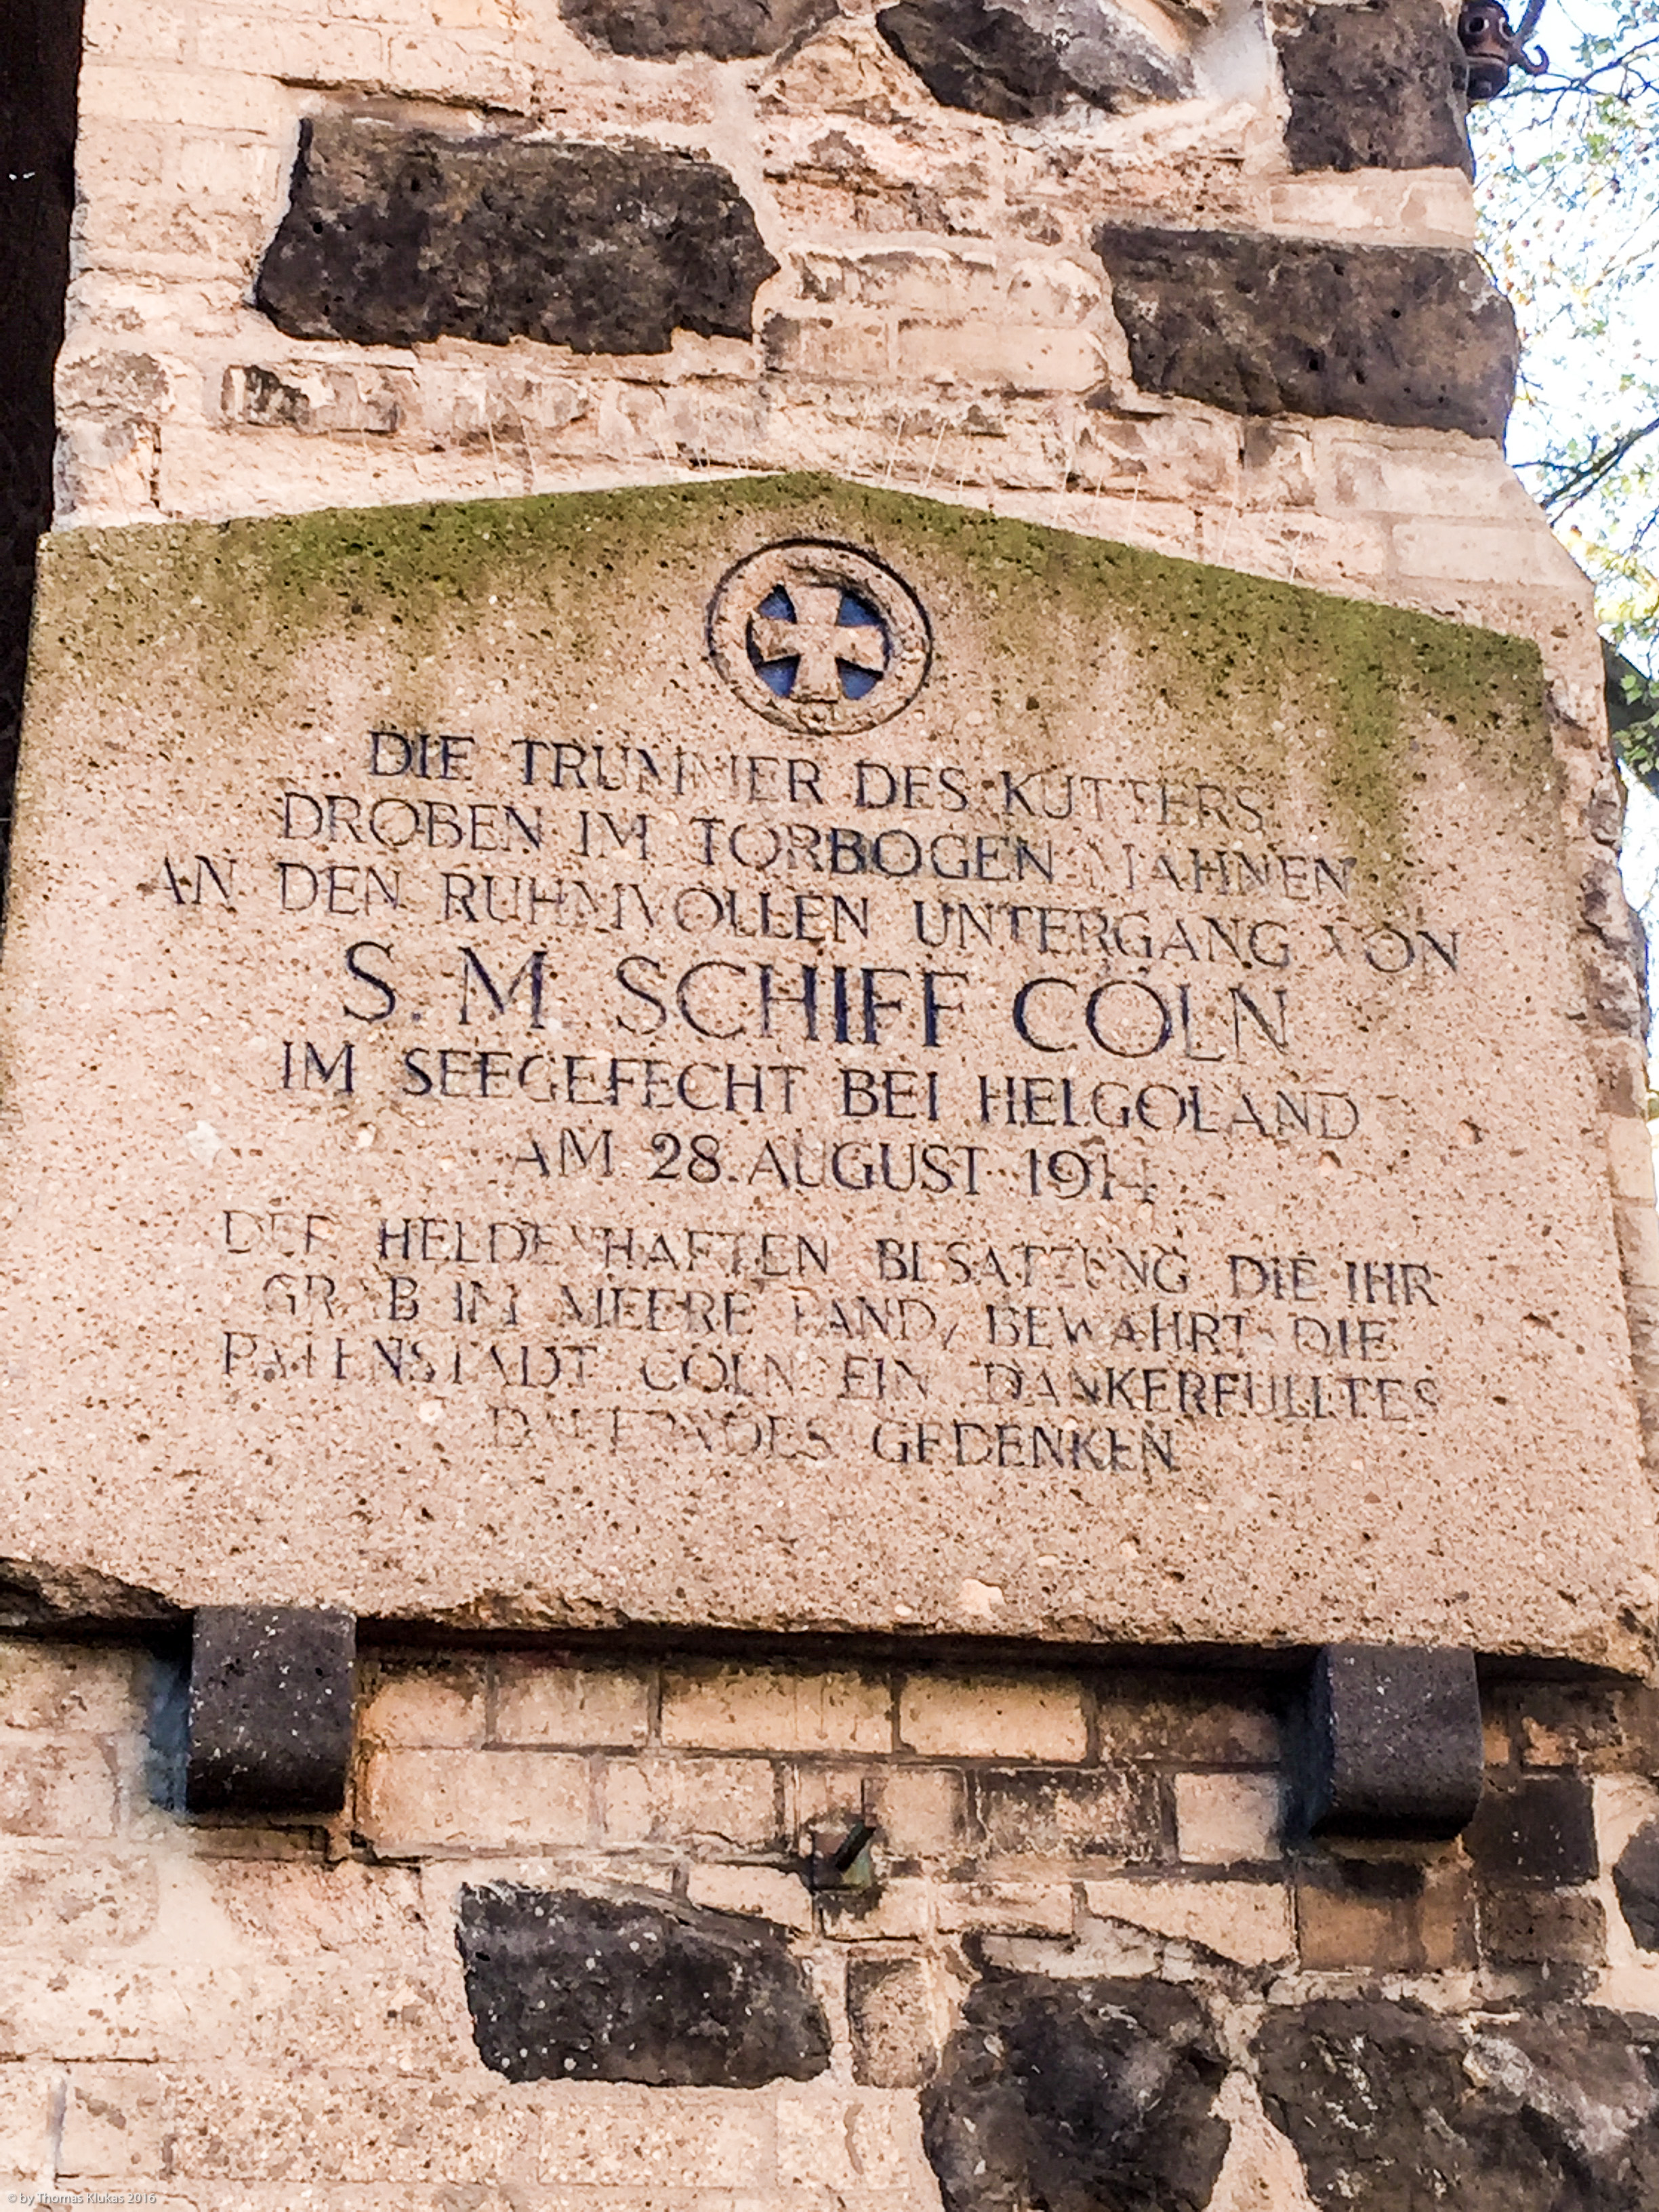 DIE TRUMMER DES KUTTERS
DROBEN IM TORBOGEN MAHNEN
AN DEN RUHMVOLLEN UNTERGANG VON
S. M. SCHIFF CÖLN
IM SEEGEFECHT BEI HELGOLAND
AM 28. AUGUST 1914
DER HELDENHAFTEN BESATZUNG DIE IHR
GRAB IM MEERE FAND, BEWAHRT DIE
PATENSTADT CÖLN EIN DANKERFULLTES
DAUERNDES GEDENKEN
© by Thomas Klukas 2016